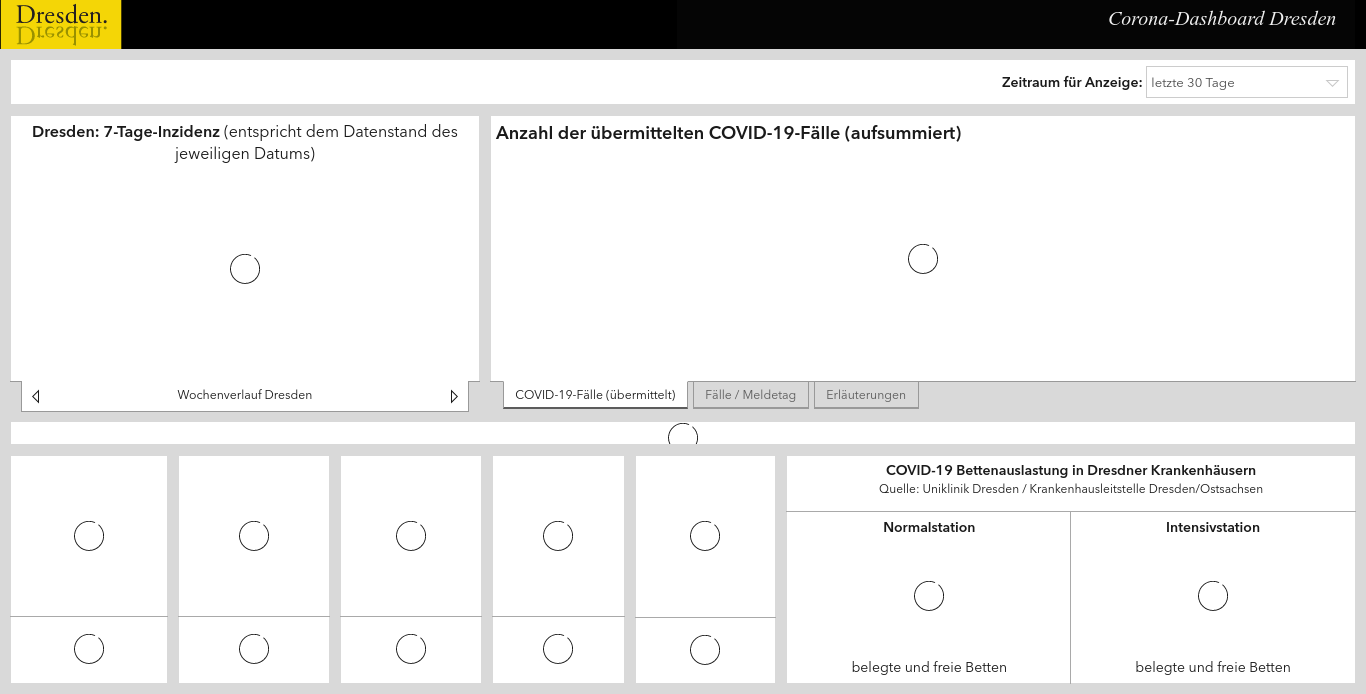 Dresden.
Dresden.
Corona-Dashboard Dresden
Zeitraum für Anzeige: letzte 30 Tage
Dresden: 7-Tage-Inzidenz (entspricht dem Datenstand des
jeweiligen Datums)
Wochenverlauf Dresden
Anzahl der übermittelten COVID-19-Fälle (aufsummiert)
COVID-19-Fälle (übermittelt)
Fälle / Meldetag
Erläuterungen
COVID-19 Bettenauslastung in Dresdner Krankenhäusern
Quelle: Uniklinik Dresden / Krankenhausleitstelle Dresden/Ostsachsen
Normalstation
belegte und freie Betten
Intensivstation
belegte und freie Betten